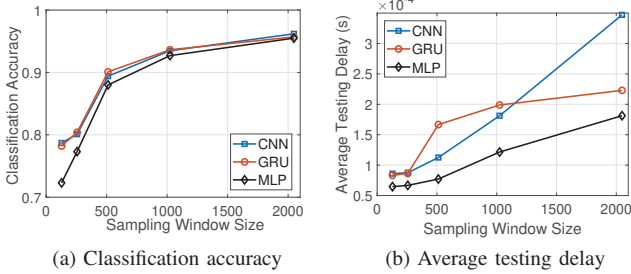 1
0.9
0.8
0.7
Classification Accuracy
CNN
GRU
MLP
0 500 1000 1500 2000
Sampling Window Size
(a) Classification accuracy
3.5
3
2.5
2
1.5
1
0.5
Average Testing Delay (s)
CNN
GRU
MLP
0 500 1000 1500 2000
Sampling Window Size
(b) Average testing delay